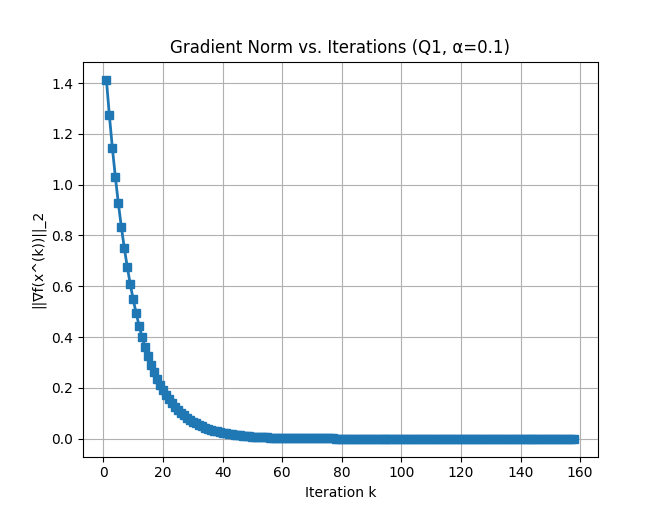 Gradient Norm vs. Iterations (Q1, α=0.1)
||∇f(x^(k))||_2
1.4
1.2
1.0
0.8
0.6
0.4
0.2
0.0
0 20 40 60 80 100 120 140 160
Iteration k